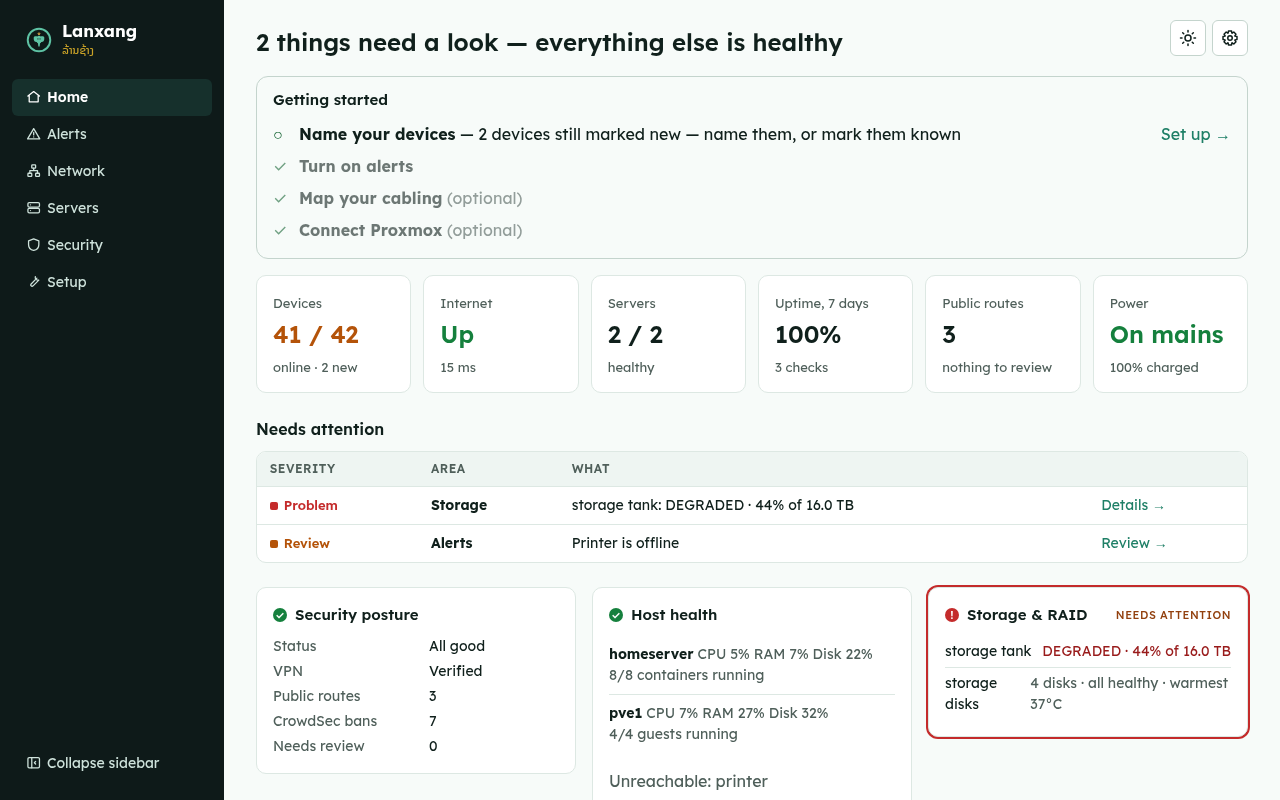 Lanxang
ລ້ານຊ້າງ
Home
Alerts
Network
Servers
Security
Setup
Collapse sidebar
2 things need a look — everything else is healthy
Getting started
Name your devices — 2 devices still marked new — name them, or mark them known
Set up →
Turn on alerts
Map your cabling (optional)
Connect Proxmox (optional)
Devices
41 / 42
online · 2 new
Internet
Up
15 ms
Servers
2 / 2
healthy
Uptime, 7 days
100%
3 checks
Public routes
3
nothing to review
Power
On mains
100% charged
Needs attention
SEVERITY AREA WHAT
Problem Storage storage tank: DEGRADED · 44% of 16.0 TB Details →
Review Alerts Printer is offline Review →
Security posture
Status All good
VPN Verified
Public routes 3
CrowdSec bans 7
Needs review 0
Host health
homeserver CPU 5% RAM 7% Disk 22%
8/8 containers running
pve1 CPU 7% RAM 27% Disk 32%
4/4 guests running
Unreachable: printer
Storage & RAID NEEDS ATTENTION
storage tank DEGRADED · 44% of 16.0 TB
storage disks 4 disks · all healthy · warmest 37°C